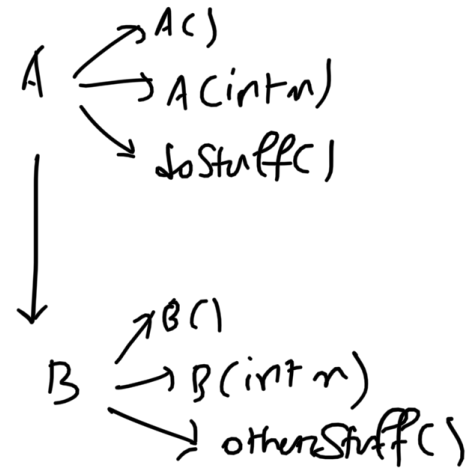 A()
A
A(int n)
doStuff()
B()
B
B(int n)
otherStuff()